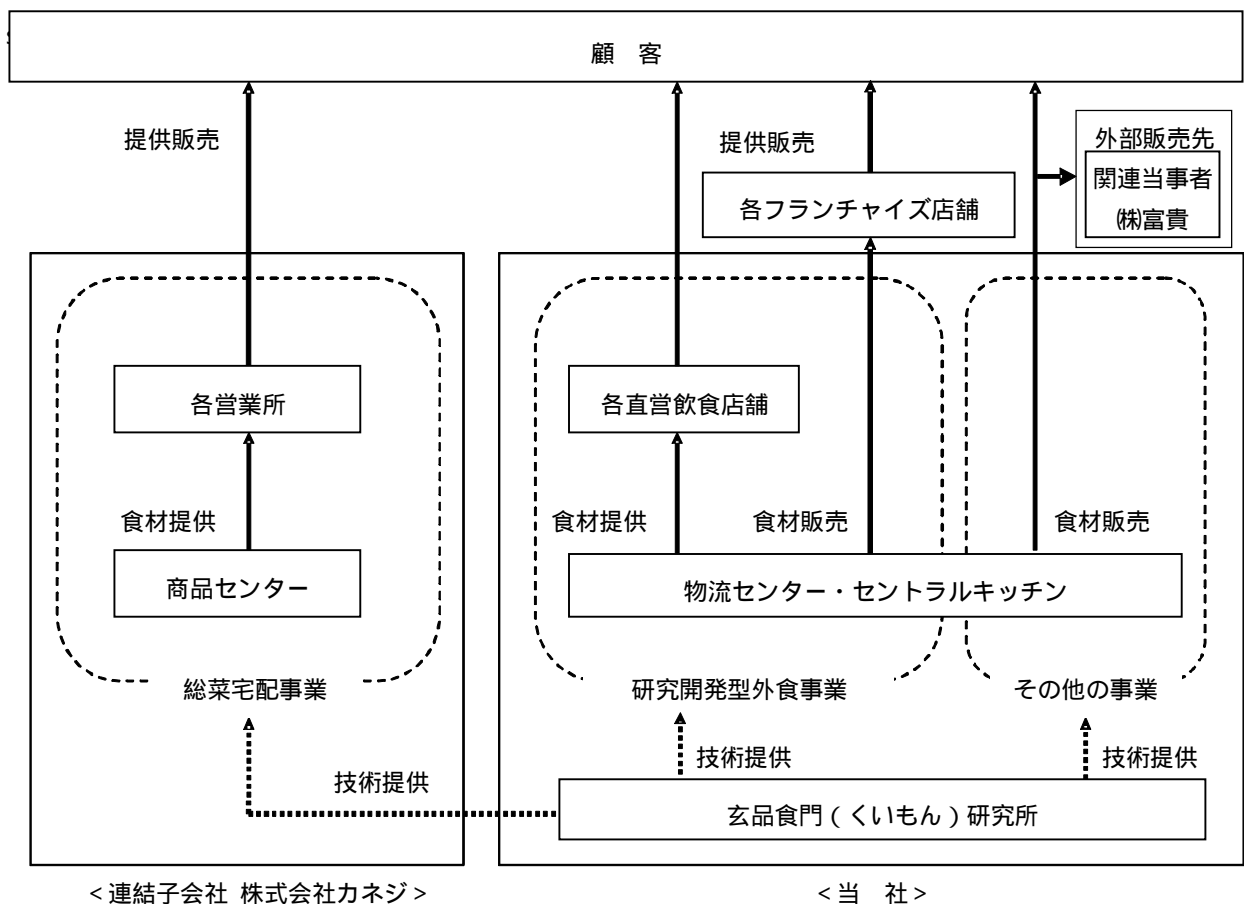 顧　客
提供販売
提供販売
外部販売先
関連当事者
㈱富貴
各フランチャイズ店舗
各営業所
各直営飲食店舗
食材提供
食材提供
食材販売
食材販売
商品センター
物流センター・セントラルキッチン
総菜宅配事業
研究開発型外食事業
その他の事業
技術提供
技術提供
技術提供
玄品食門（くいもん）研究所
＜連結子会社 株式会社カネジ＞
＜当　社＞